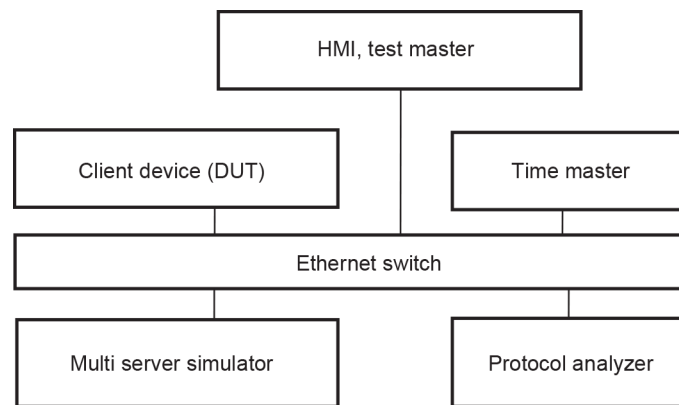 HMI, test master
Client device (DUT)
Time master
Ethernet switch
Multi server simulator
Protocol analyzer